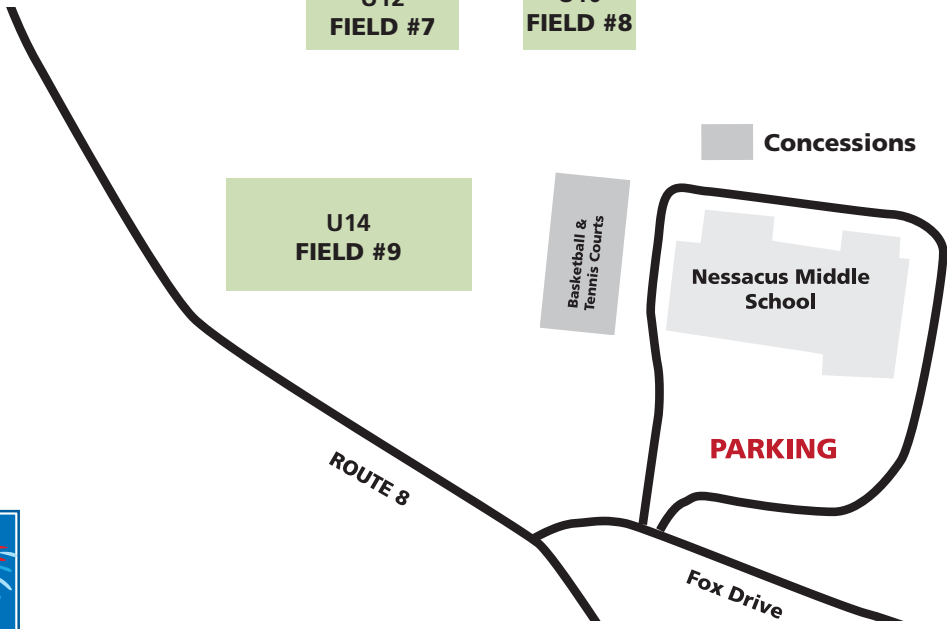 U12
FIELD #7
FIELD #8
Concessions
U14
FIELD #9
Basketball &
Tennis Courts
Nessacus Middle
School
PARKING
ROUTE 8
Fox Drive